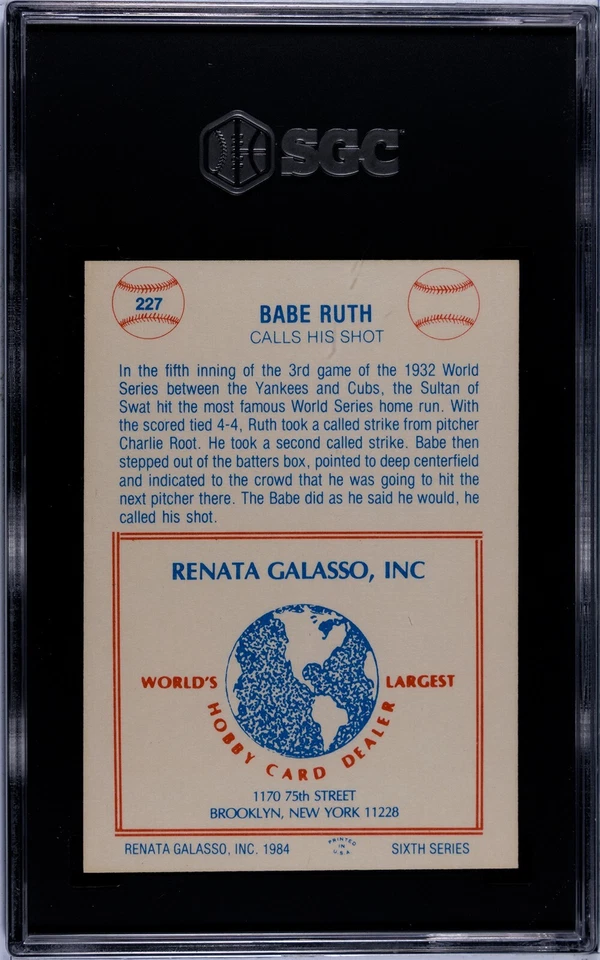 SGC
227
BABE RUTH
CALLS HIS SHOT
In the fifth inning of the 3rd game of the 1932 World
Series between the Yankees and Cubs, the Sultan of
Swat hit the most famous World Series home run. With
the scored tied 4-4, Ruth took a called strike from pitcher
Charlie Root. He took a second called strike. Babe then
stepped out of the batters box, pointed to deep centerfield
and indicated to the crowd that he was going to hit the
next pitcher there. The Babe did as he said he would, he
called his shot.
RENATA GALASSO, INC
WORLD'S LARGEST
HOBBY CARD DEALER
1170 75th STREET
BROOKLYN, NEW YORK 11228
RENATA GALASSO, INC. 1984 PRINTED IN U.S.A. SIXTH SERIES